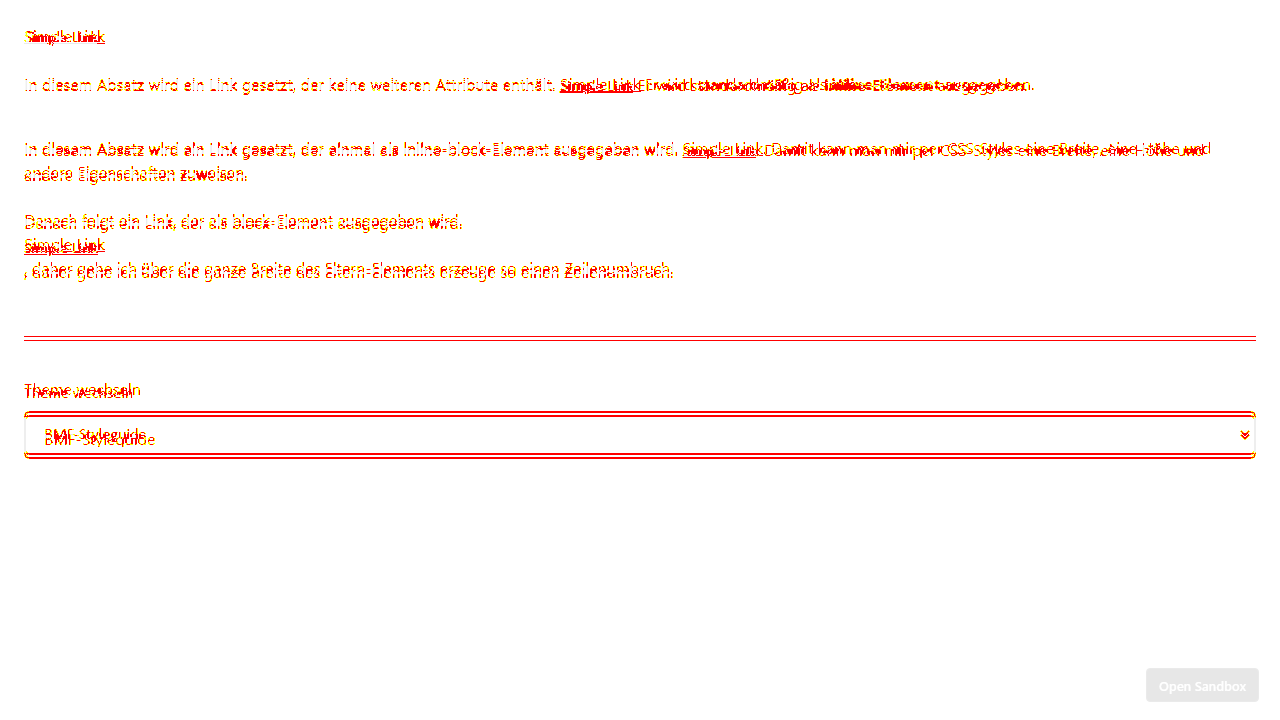 Simple Link
In diesem Absatz wird ein Link gesetzt, der keine weiteren Attribute enthält. Simple Link Er wird standardmäßig als inline-Element ausgegeben.
In diesem Absatz wird ein Link gesetzt, der einmal als inline-block-Element ausgegeben wird. Simple Link. Damit kann man mir per CSS-Styles eine Breite, eine Höhe und
andere Eigenschaften zuweisen.
Danach folgt ein Link, der als block-Element ausgegeben wird.
Simple Link
, daher gehe ich über die ganze Breite des Eltern-Elements erzeuge so einen Zeilenumbruch.
Theme wechseln
BMF-Styleguide
Open Sandbox